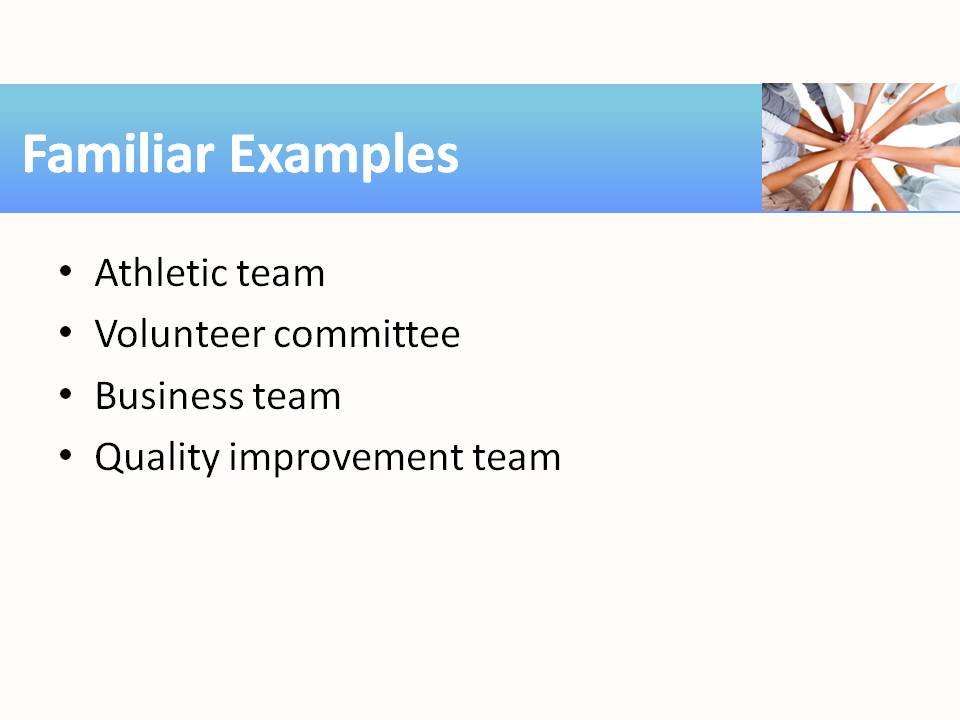 Familiar Examples
• Athletic team
• Volunteer committee
• Business team
• Quality improvement team